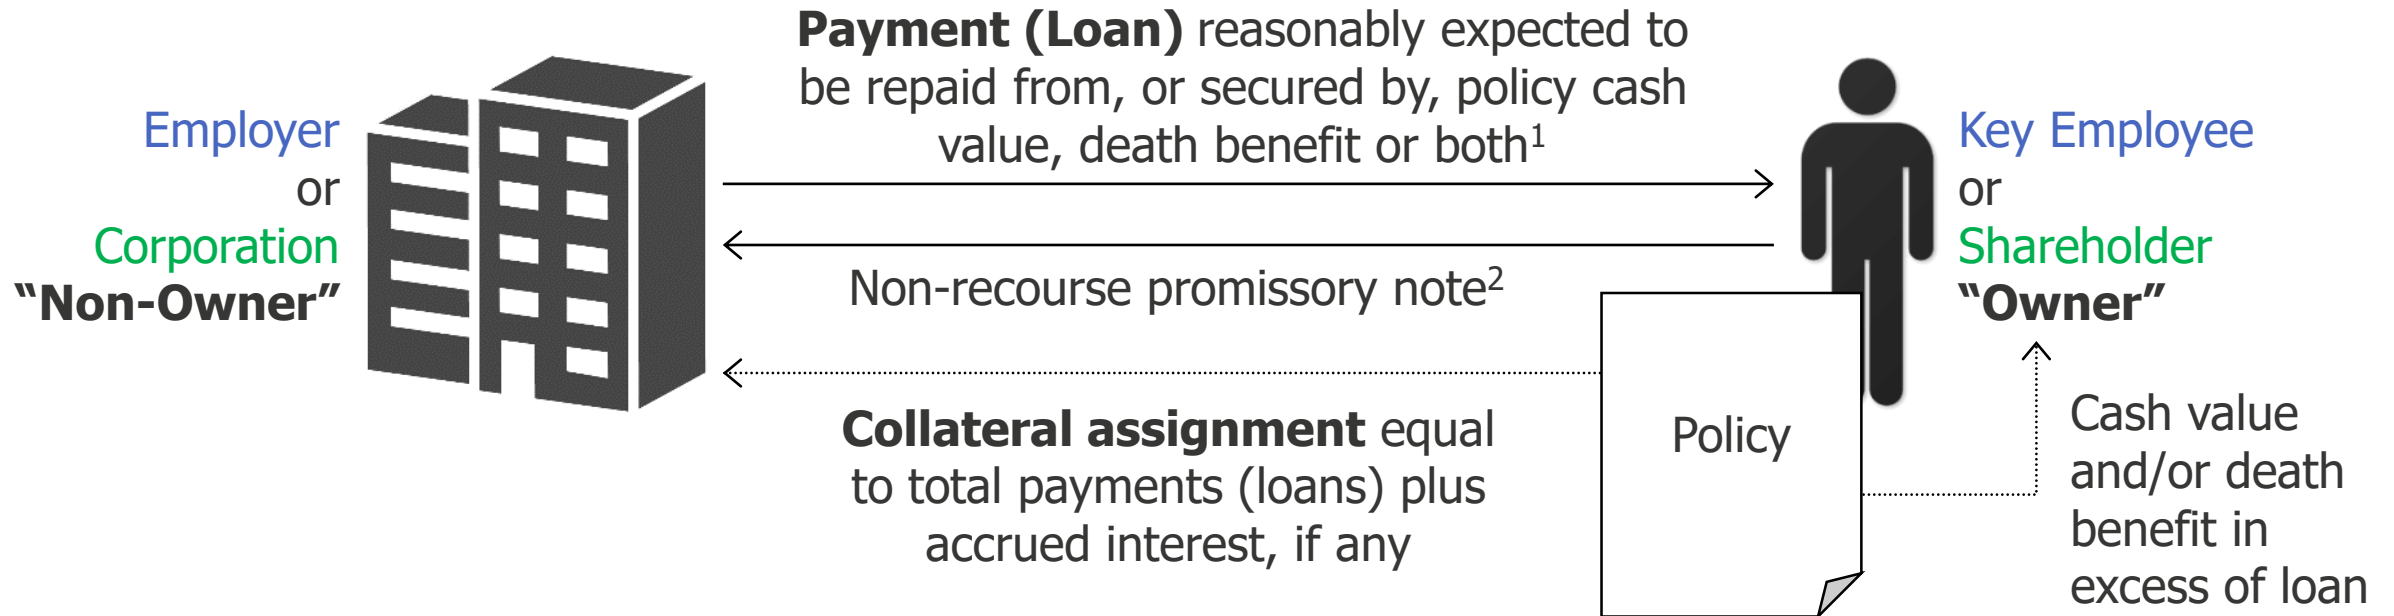 Payment (Loan) reasonably expected to
be repaid from, or secured by, policy cash
value, death benefit or both¹
Employer
or
Corporation
“Non-Owner”
Key Employee
or
Shareholder
“Owner”
Non-recourse promissory note²
Collateral assignment equal
to total payments (loans) plus
accrued interest, if any
Policy
Cash value
and/or death
benefit in
excess of loan